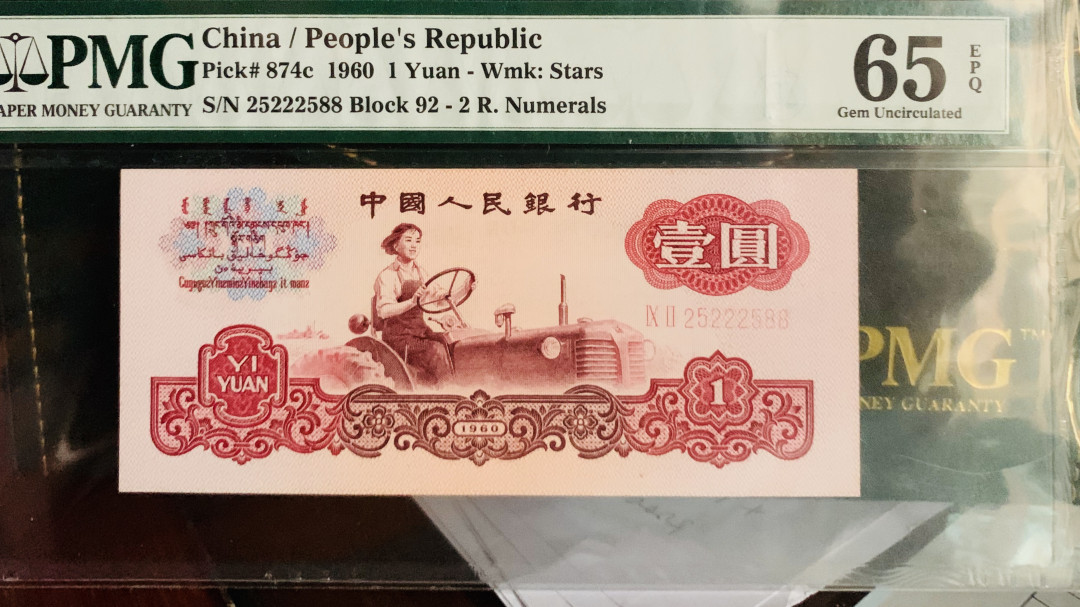 PMG
APER MONEY GUARANTY
China / People's Republic
Pick# 874c 1960 1 Yuan - Wmk: Stars
S/N 25222588 Block 92 - 2 R. Numerals
65
EPQ
Gem Uncirculated
中國人民銀行
壹圓
IX II 25222588
YI
YUAN
1
1960
PMG™
NEY GUARANTY